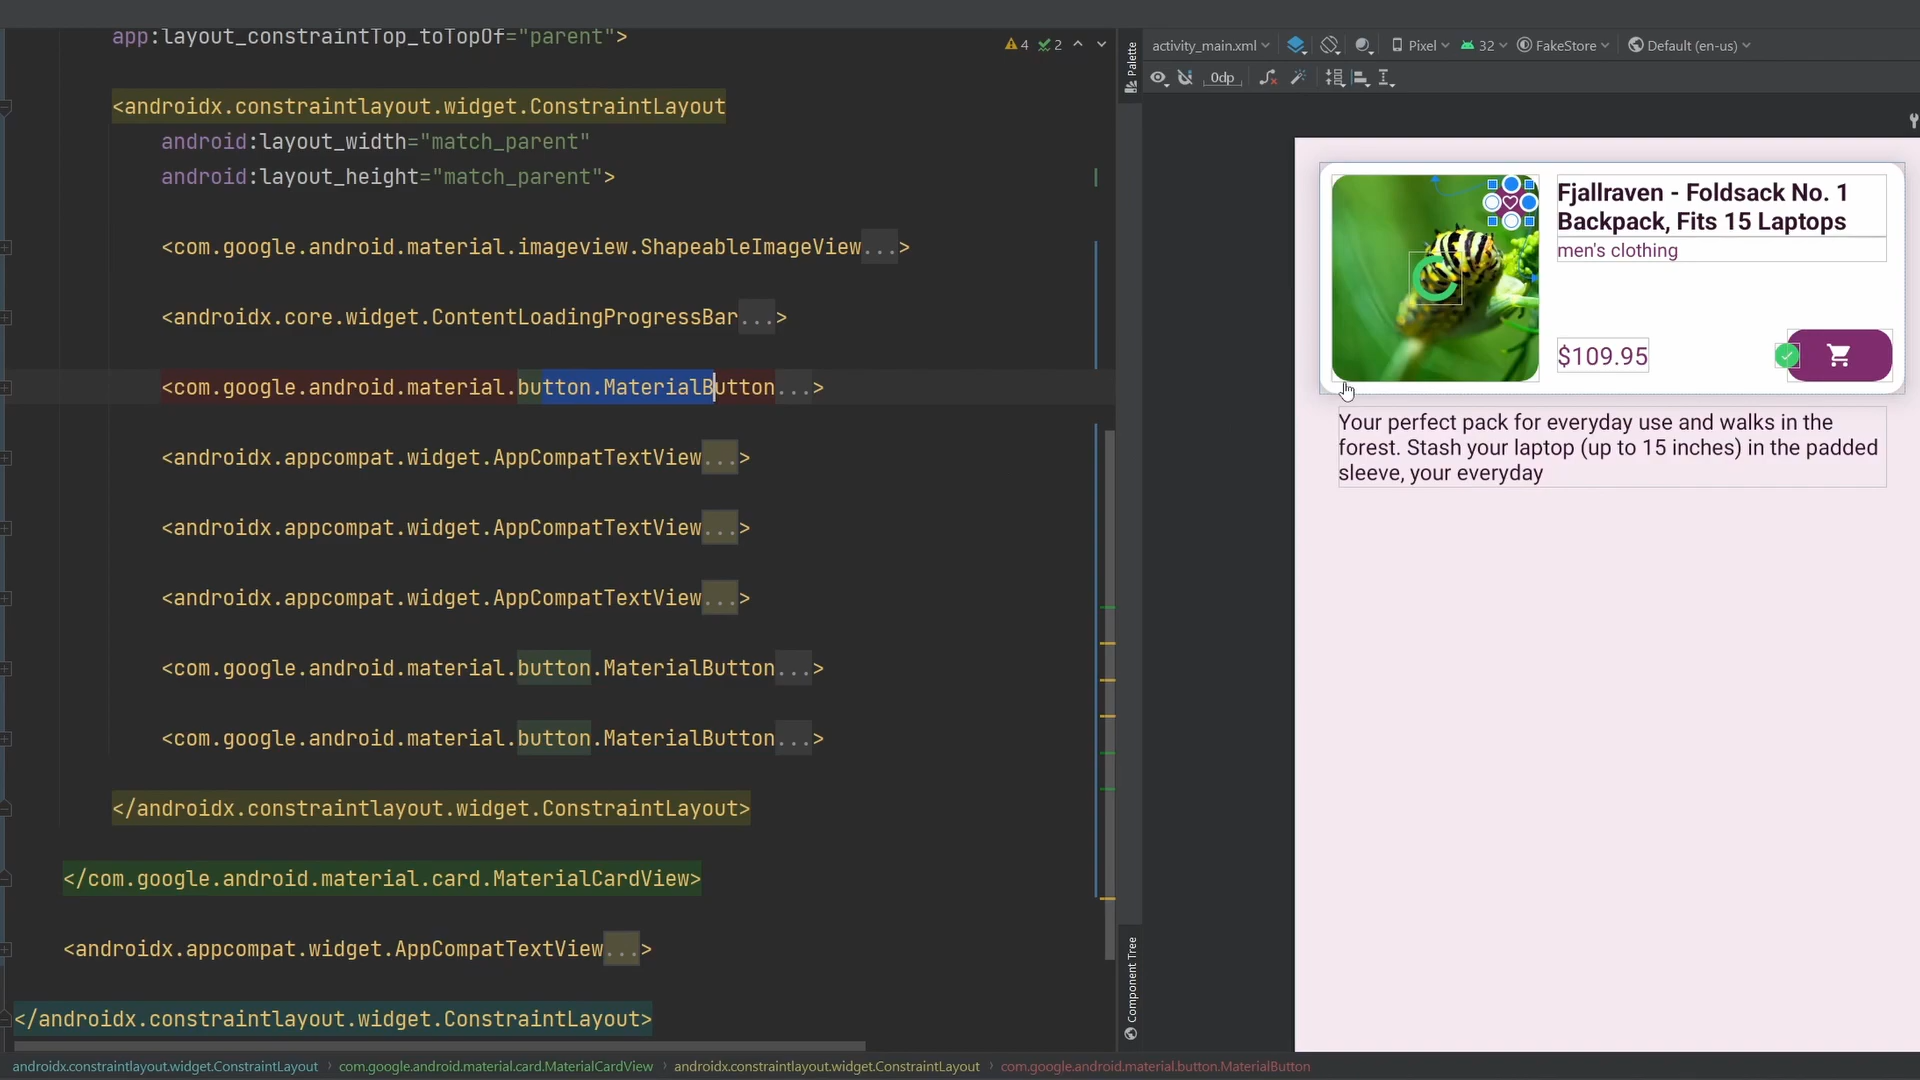 app:layout_constraintTop_toTopOf="parent">
<androidx.constraintlayout.widget.ConstraintLayout
android:layout_width="match_parent"
android:layout_height="match_parent">
<com.google.android.material.imageview.ShapeableImageView...>
<androidx.core.widget.ContentLoadingProgressBar...>
<com.google.android.material.button.MaterialButton...>
<androidx.appcompat.widget.AppCompatTextView...>
<androidx.appcompat.widget.AppCompatTextView...>
<androidx.appcompat.widget.AppCompatTextView...>
<com.google.android.material.button.MaterialButton...>
<com.google.android.material.button.MaterialButton...>
</androidx.constraintlayout.widget.ConstraintLayout>
</com.google.android.material.card.MaterialCardView>
<androidx.appcompat.widget.AppCompatTextView...>
</androidx.constraintlayout.widget.ConstraintLayout>
4 2
Palette
Component Tree
activity_main.xml Pixel 32 FakeStore Default (en-us)
0dp
Fjallraven - Foldsack No. 1
Backpack, Fits 15 Laptops
men's clothing
$109.95
Your perfect pack for everyday use and walks in the
forest. Stash your laptop (up to 15 inches) in the padded
sleeve, your everyday
androidx.constraintlayout.widget.ConstraintLayout › com.google.android.material.card.MaterialCardView › androidx.constraintlayout.widget.ConstraintLayout › com.google.android.material.button.MaterialButton